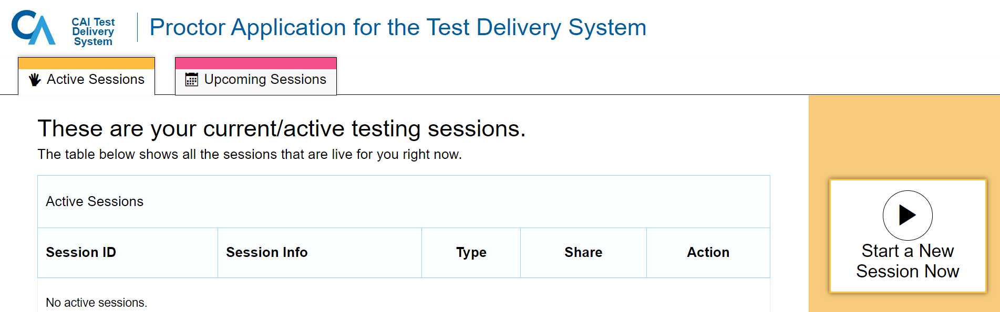 CAI Test
Delivery
System
Proctor Application for the Test Delivery System
Active Sessions
Upcoming Sessions
These are your current/active testing sessions.
The table below shows all the sessions that are live for you right now.
Active Sessions
Session ID Session Info Type Share Action
No active sessions.
Start a New
Session Now